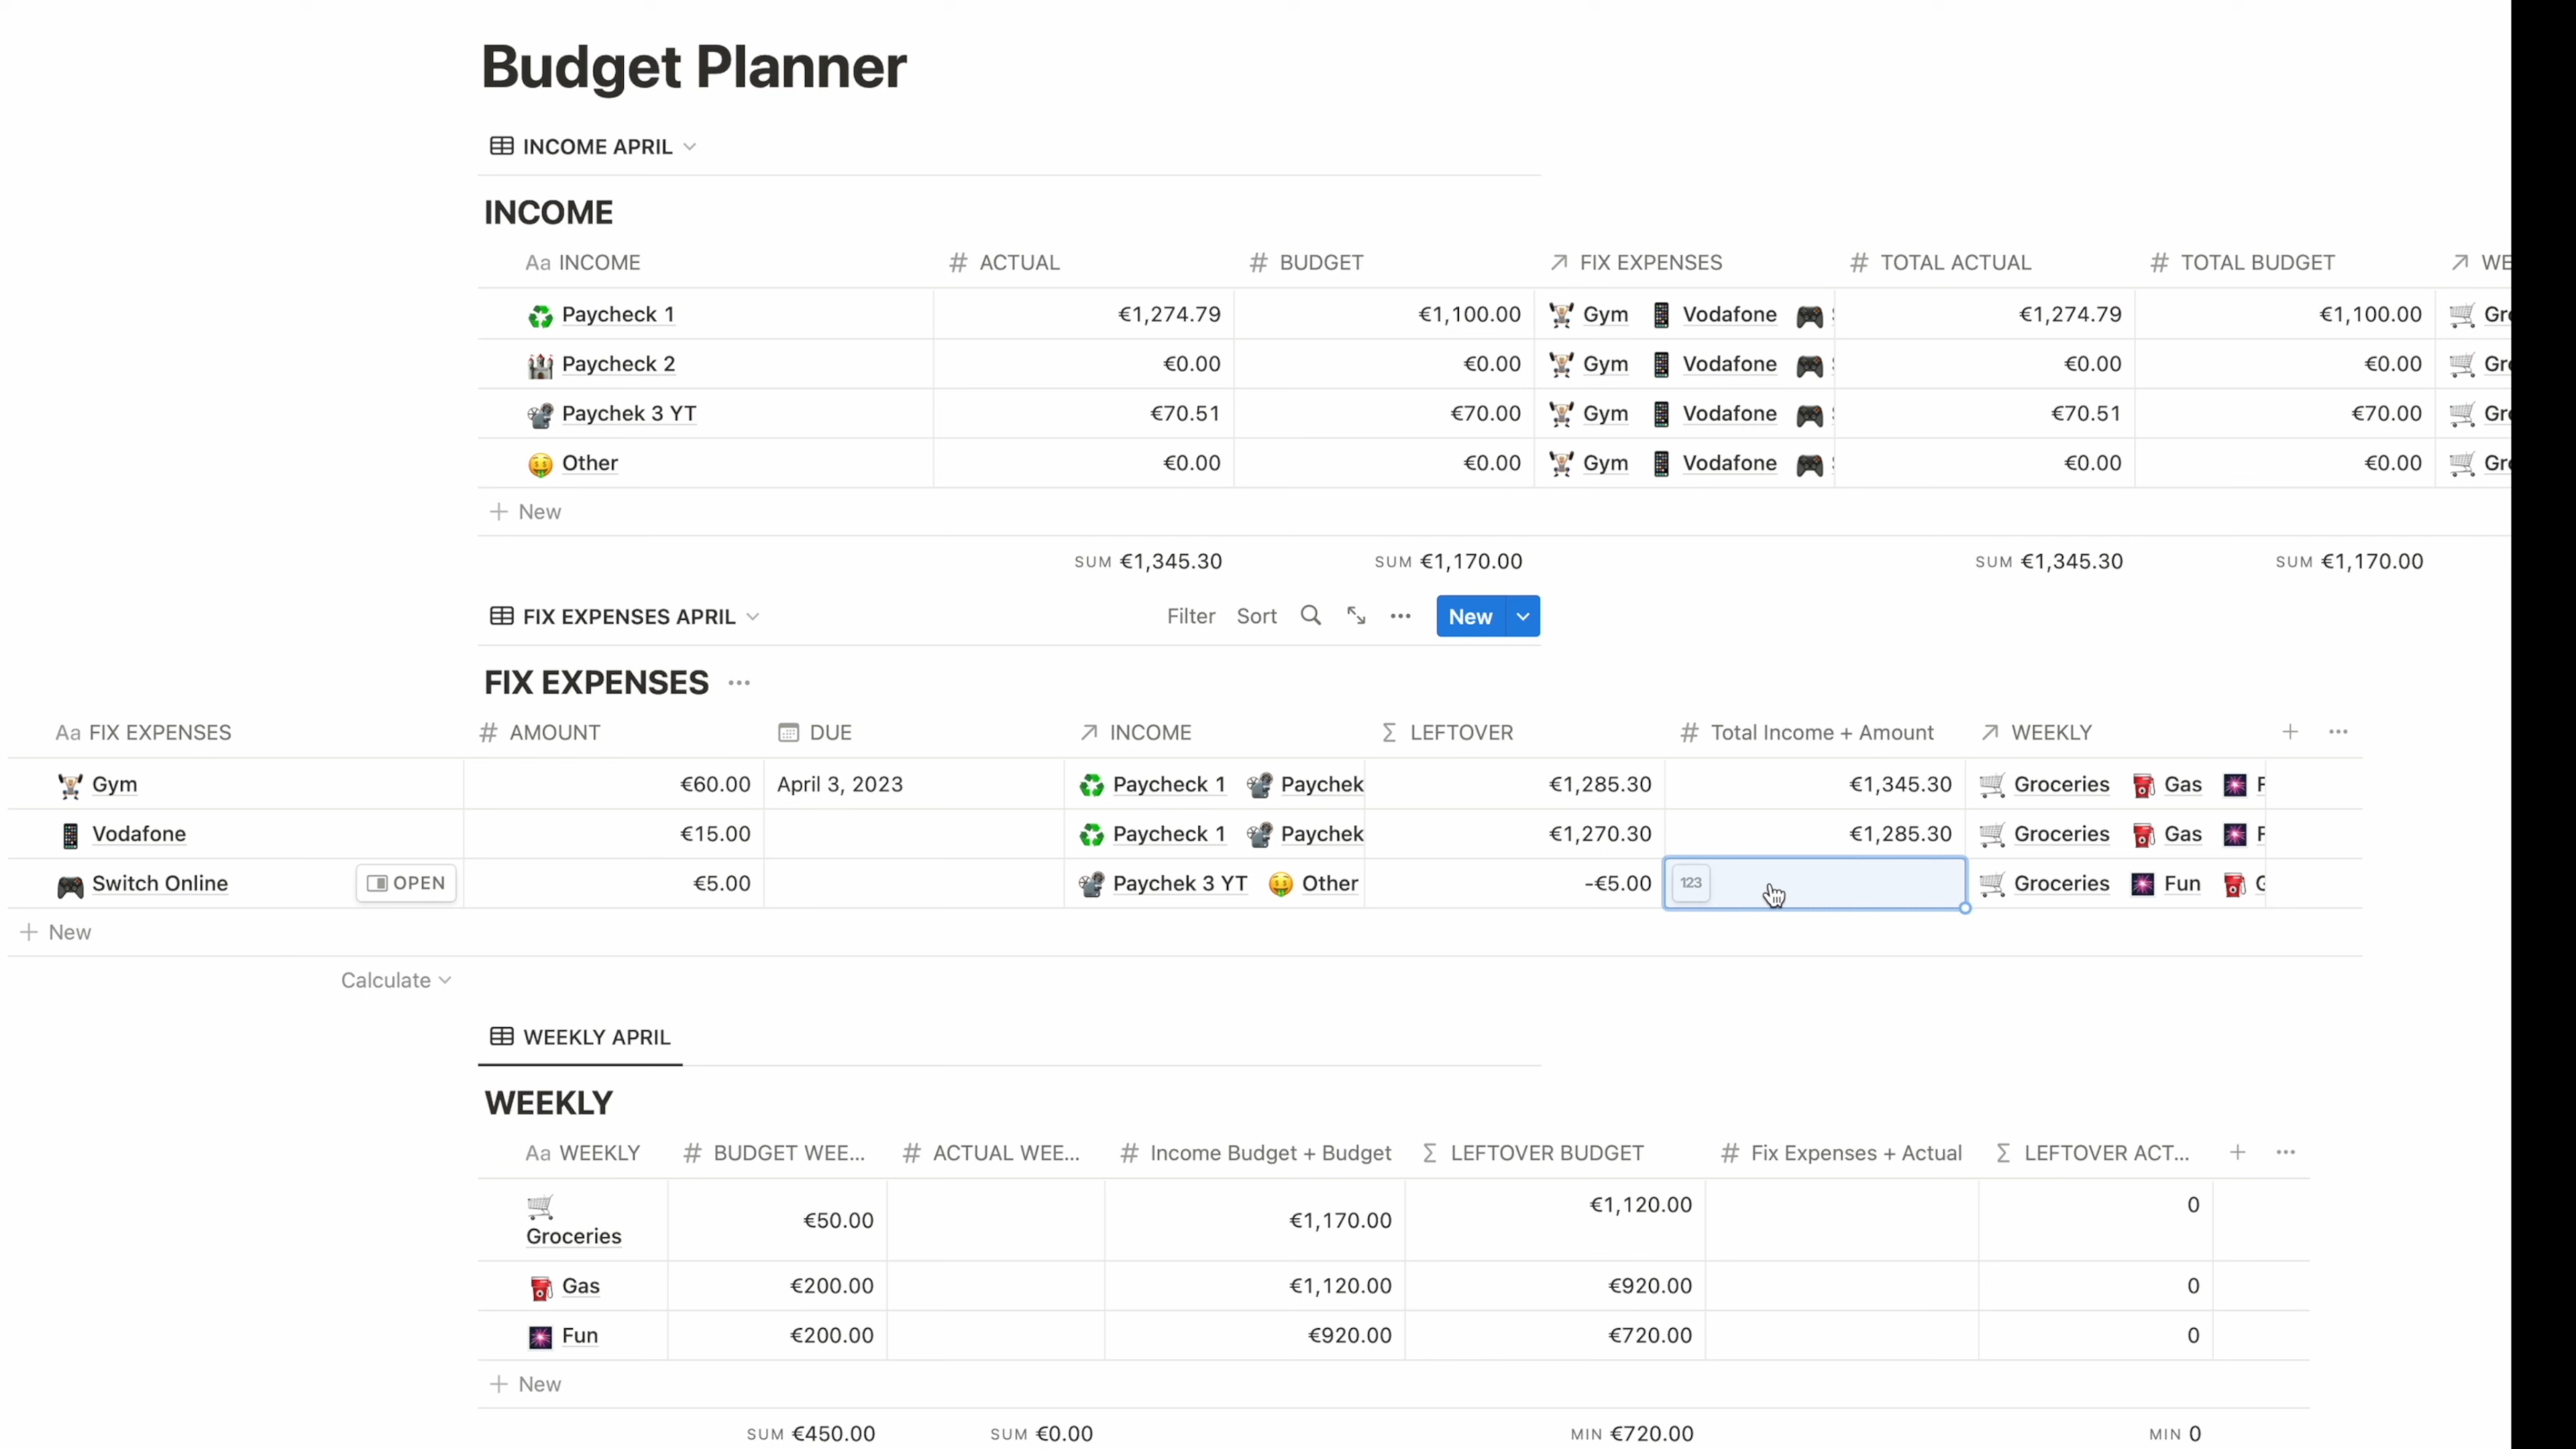 Budget Planner
INCOME APRIL
INCOME
Aa INCOME # ACTUAL # BUDGET FIX EXPENSES # TOTAL ACTUAL # TOTAL BUDGET WE
Paycheck 1 €1,274.79 €1,100.00 Gym Vodafone €1,274.79 €1,100.00 Gr
Paycheck 2 €0.00 €0.00 Gym Vodafone €0.00 €0.00 Gr
Paychek 3 YT €70.51 €70.00 Gym Vodafone €70.51 €70.00 Gr
Other €0.00 €0.00 Gym Vodafone €0.00 €0.00 Gr
+ New
SUM €1,345.30 SUM €1,170.00 SUM €1,345.30 SUM €1,170.00
FIX EXPENSES APRIL Filter Sort ... New
FIX EXPENSES ...
Aa FIX EXPENSES # AMOUNT DUE INCOME Σ LEFTOVER # Total Income + Amount WEEKLY + ...
Gym €60.00 April 3, 2023 Paycheck 1 Paychek €1,285.30 €1,345.30 Groceries Gas F
Vodafone €15.00 Paycheck 1 Paychek €1,270.30 €1,285.30 Groceries Gas F
Switch Online OPEN €5.00 Paychek 3 YT Other -€5.00 123 Groceries Fun G
+ New
Calculate
WEEKLY APRIL
WEEKLY
Aa WEEKLY # BUDGET WEE... # ACTUAL WEE... # Income Budget + Budget Σ LEFTOVER BUDGET # Fix Expenses + Actual Σ LEFTOVER ACT... + ...
Groceries €50.00 €1,170.00 €1,120.00 0
Gas €200.00 €1,120.00 €920.00 0
Fun €200.00 €920.00 €720.00 0
+ New
SUM €450.00 SUM €0.00 MIN €720.00 MIN 0